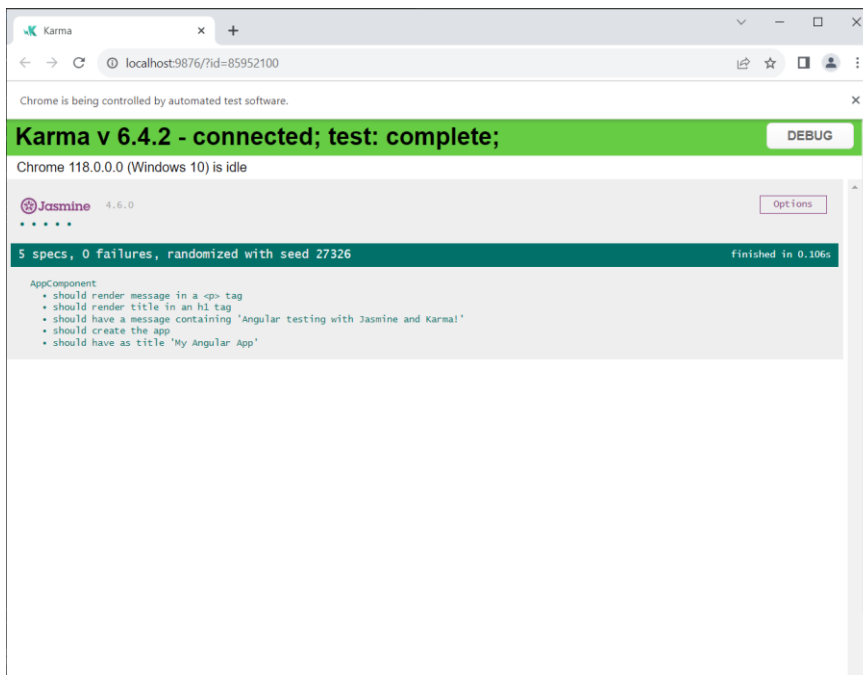 Karma
localhost:9876/?id=85952100
Chrome is being controlled by automated test software.
Karma v 6.4.2 - connected; test: complete;
DEBUG
Chrome 118.0.0.0 (Windows 10) is idle
Jasmine 4.6.0
Options
• • • • •
5 specs, 0 failures, randomized with seed 27326
finished in 0.106s
AppComponent
• should render message in a <p> tag
• should render title in an h1 tag
• should have a message containing 'Angular testing with Jasmine and Karma!'
• should create the app
• should have as title 'My Angular App'